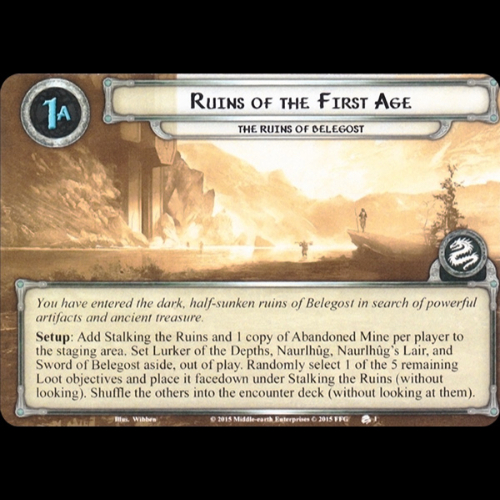 1A
RUINS OF THE FIRST AGE
THE RUINS OF BELEGOST
You have entered the dark, half-sunken ruins of Belegost in search of powerful
artifacts and ancient treasure.
Setup: Add Stalking the Ruins and 1 copy of Abandoned Mine per player to
the staging area. Set Lurker of the Depths, Naurlhûg, Naurlhûg's Lair, and
Sword of Belegost aside, out of play. Randomly select 1 of the 5 remaining
Loot objectives and place it facedown under Stalking the Ruins (without
looking). Shuffle the others into the encounter deck (without looking at them).
Illus. Wibben © 2015 Middle-earth Enterprises © 2015 FFG 1